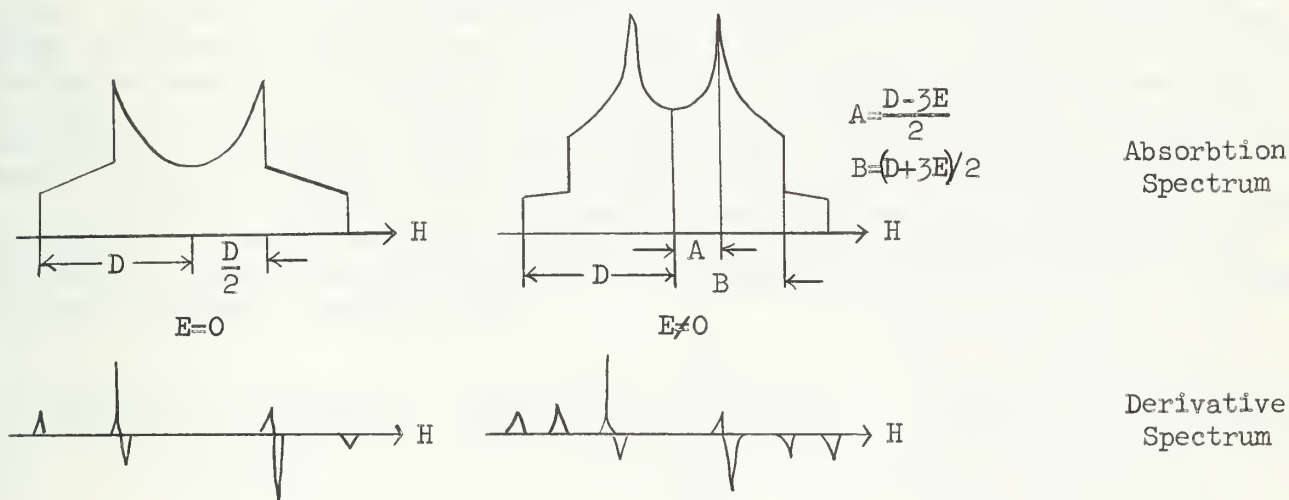 A=D-3E/2
B=(D+3E)/2
Absorbtion
Spectrum
H
D
D/2
E=0
H
D
A
B
E≠0
Derivative
Spectrum
H
H